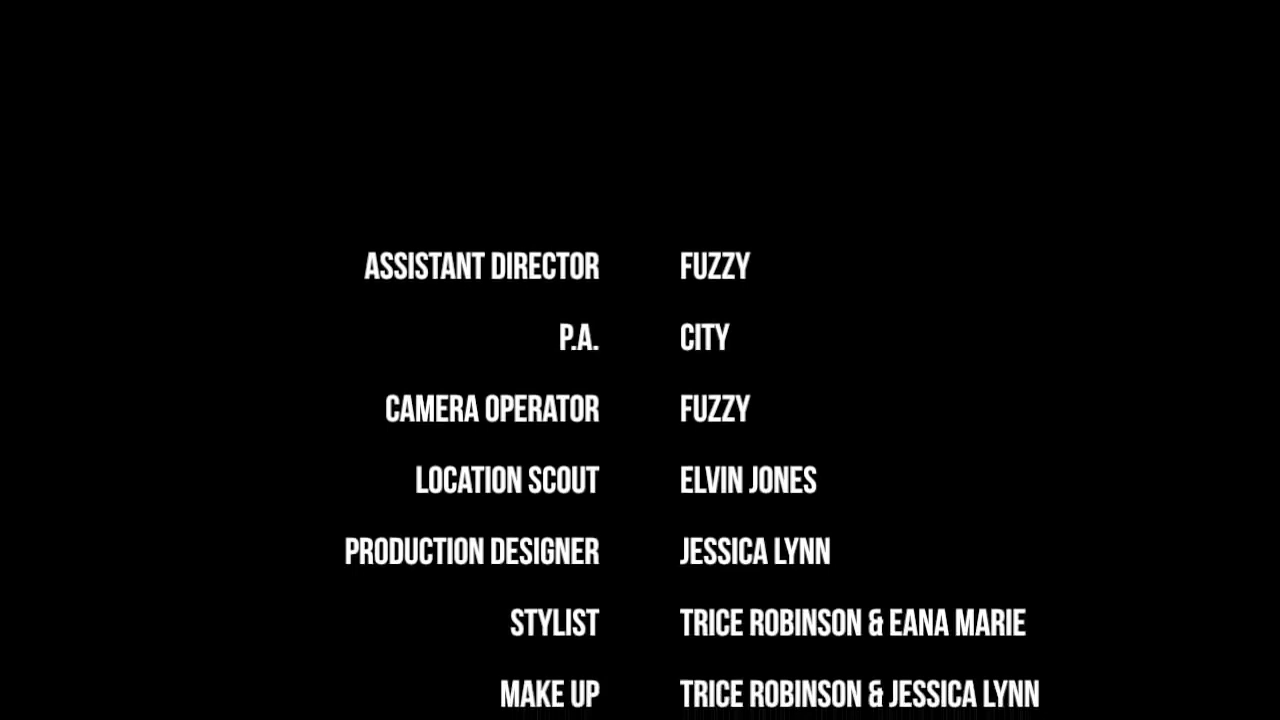 ASSISTANT DIRECTOR FUZZY
P.A. CITY
CAMERA OPERATOR FUZZY
LOCATION SCOUT ELVIN JONES
PRODUCTION DESIGNER JESSICA LYNN
STYLIST TRICE ROBINSON & EANA MARIE
MAKE UP TRICE ROBINSON & JESSICA LYNN